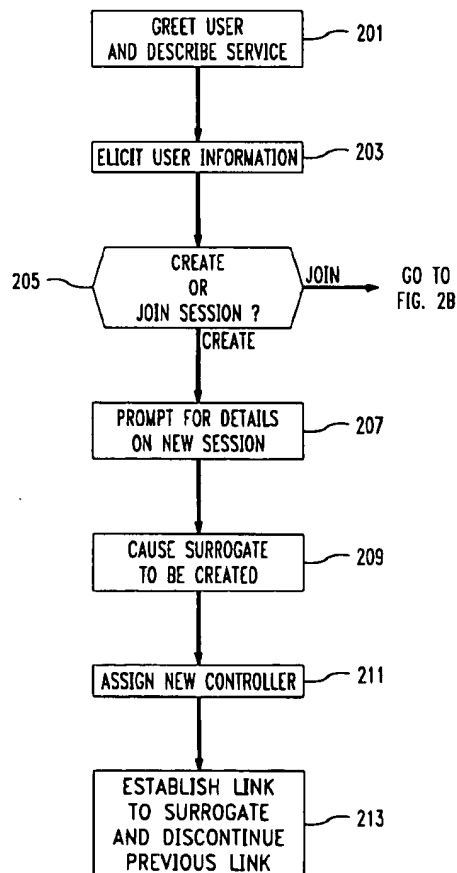 GREET USER
AND DESCRIBE SERVICE
201
ELICIT USER INFORMATION
203
205
CREATE
OR
JOIN SESSION ?
JOIN
GO TO
FIG. 2B
CREATE
PROMPT FOR DETAILS
ON NEW SESSION
207
CAUSE SURROGATE
TO BE CREATED
209
ASSIGN NEW CONTROLLER
211
ESTABLISH LINK
TO SURROGATE
AND DISCONTINUE
PREVIOUS LINK
213